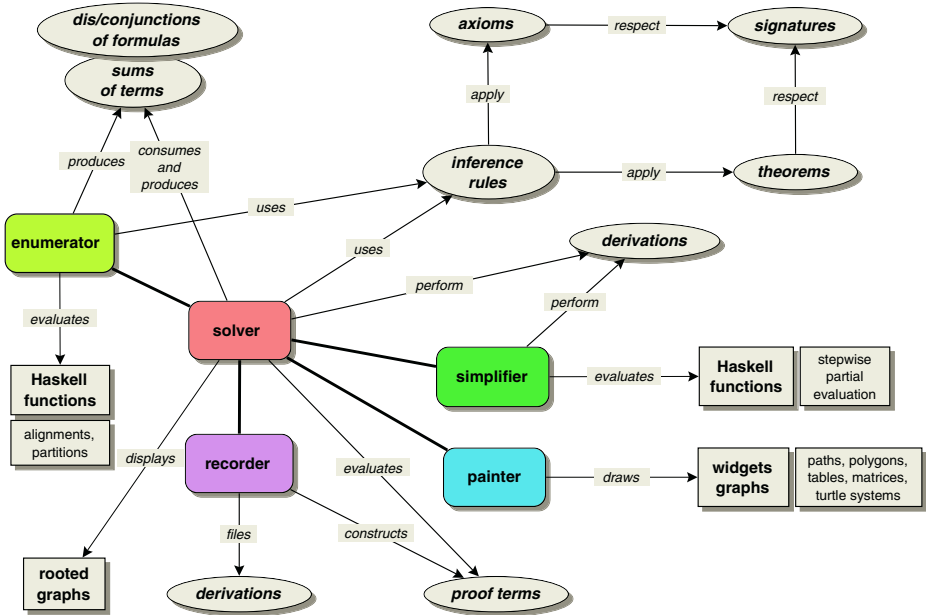 dis/conjunctions
of formulas
sums
of terms
axioms
respect
signatures
apply
respect
produces
consumes
and
produces
inference
rules
apply
theorems
uses
enumerator
uses
derivations
perform
perform
evaluates
solver
simplifier
evaluates
Haskell
functions
stepwise
partial
evaluation
Haskell
functions
alignments,
partitions
displays
recorder
evaluates
painter
draws
widgets
graphs
paths, polygons,
tables, matrices,
turtle systems
files
constructs
rooted
graphs
derivations
proof terms